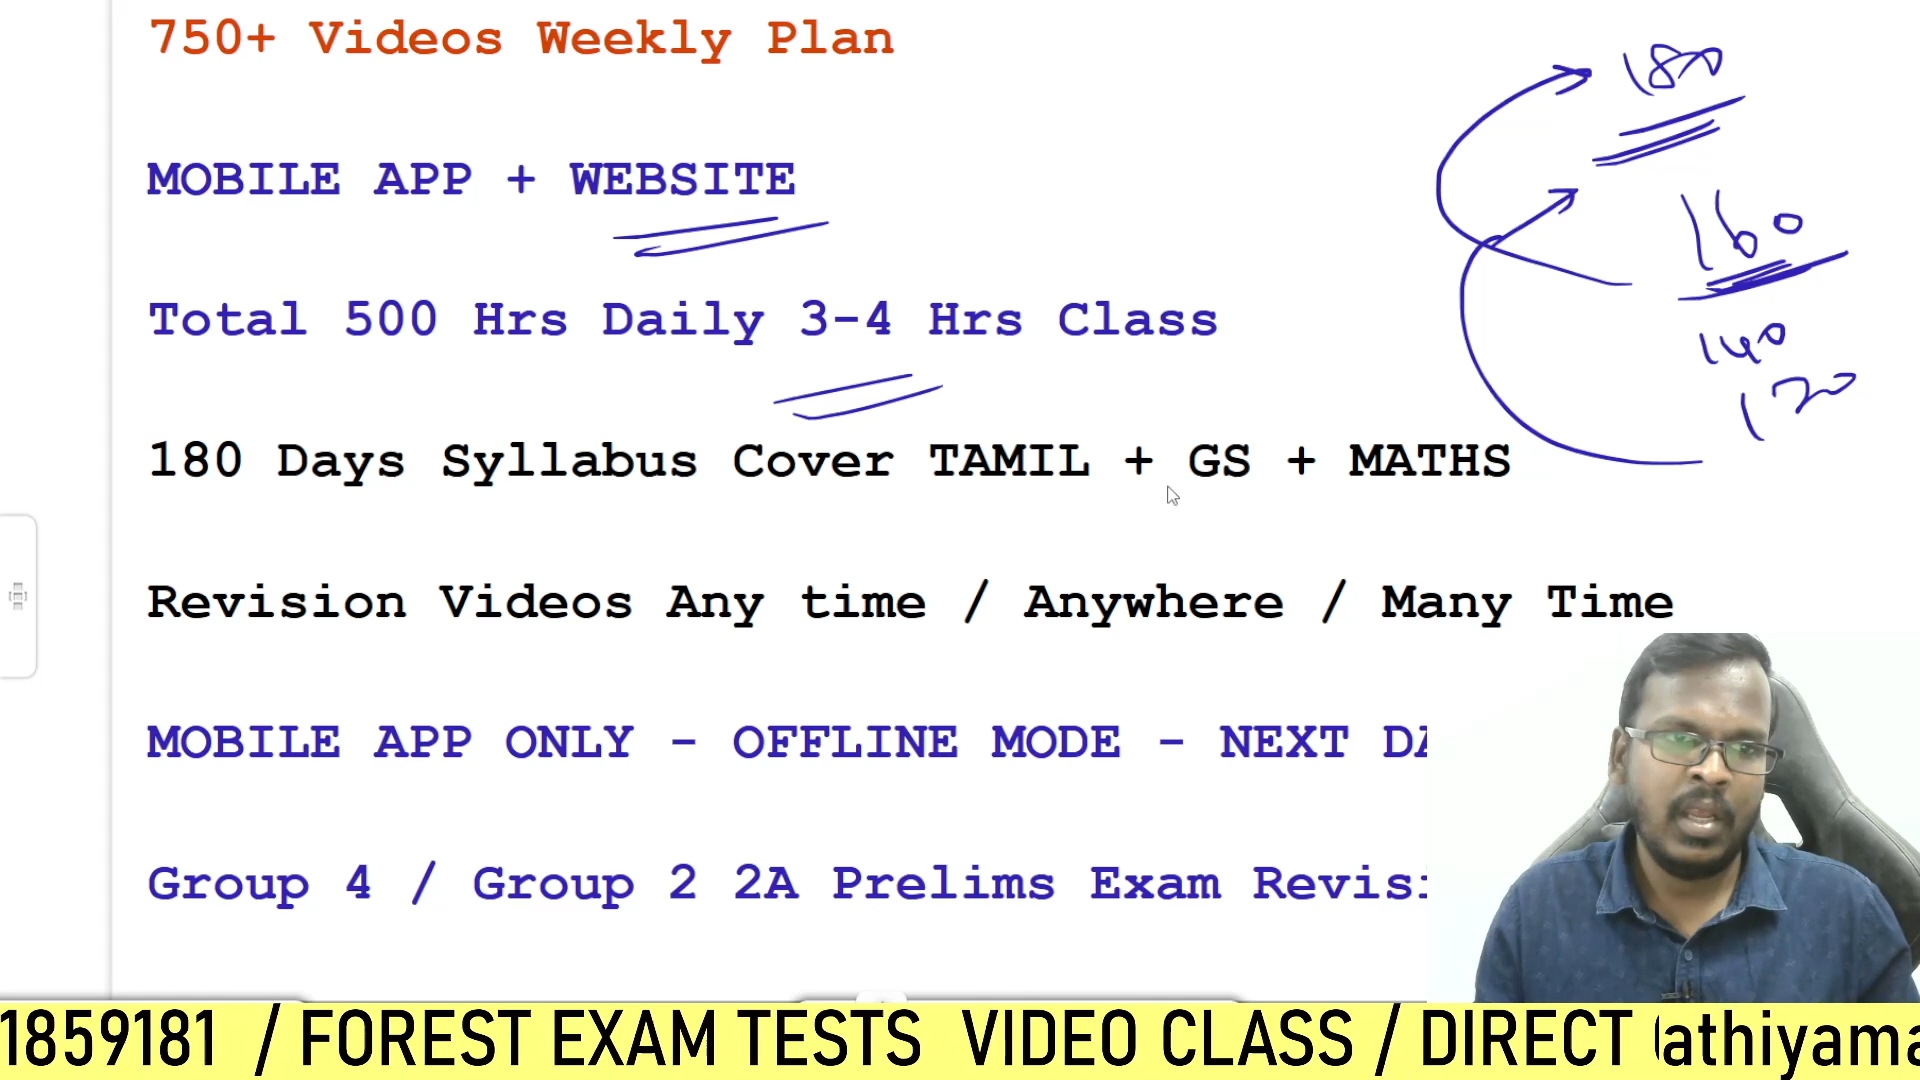 750+ Videos Weekly Plan
180
MOBILE APP + WEBSITE
160
Total 500 Hrs Daily 3-4 Hrs Class
140
120
180 Days Syllabus Cover TAMIL + GS + MATHS
Revision Videos Any time / Anywhere / Many Time
MOBILE APP ONLY - OFFLINE MODE - NEXT DA
Group 4 / Group 2 2A Prelims Exam Revisi
1859181 / FOREST EXAM TESTS VIDEO CLASS / DIRECT athiyama